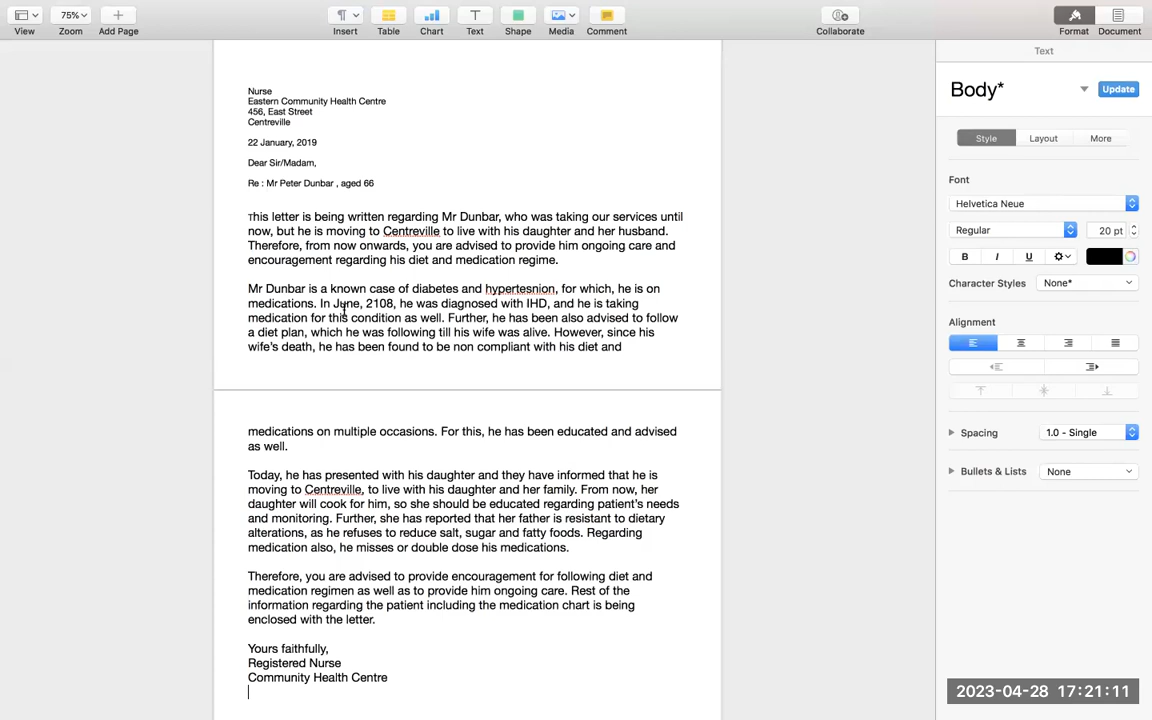 View
75%
Zoom
Add Page
Insert
Table
Chart
Text
Shape
Media
Comment
Collaborate
Format
Document
Nurse
Eastern Community Health Centre
456, East Street
Centreville
22 January, 2019
Dear Sir/Madam,
Re : Mr Peter Dunbar , aged 66
This letter is being written regarding Mr Dunbar, who was taking our services until
now, but he is moving to Centreville to live with his daughter and her husband.
Therefore, from now onwards, you are advised to provide him ongoing care and
encouragement regarding his diet and medication regime.
Mr Dunbar is a known case of diabetes and hypertesnion, for which, he is on
medications. In June, 2108, he was diagnosed with IHD, and he is taking
medication for this condition as well. Further, he has been also advised to follow
a diet plan, which he was following till his wife was alive. However, since his
wife's death, he has been found to be non compliant with his diet and
medications on multiple occasions. For this, he has been educated and advised
as well.
Today, he has presented with his daughter and they have informed that he is
moving to Centreville, to live with his daughter and her family. From now, her
daughter will cook for him, so she should be educated regarding patient's needs
and monitoring. Further, she has reported that her father is resistant to dietary
alterations, as he refuses to reduce salt, sugar and fatty foods. Regarding
medication also, he misses or double dose his medications.
Therefore, you are advised to provide encouragement for following diet and
medication regimen as well as to provide him ongoing care. Rest of the
information regarding the patient including the medication chart is being
enclosed with the letter.
Yours faithfully,
Registered Nurse
Community Health Centre
Text
Body*
Update
Style
Layout
More
Font
Helvetica Neue
Regular
20 pt
B
I
U
Character Styles
None*
Alignment
Spacing
1.0 - Single
Bullets & Lists
None
2023-04-28 17:21:11